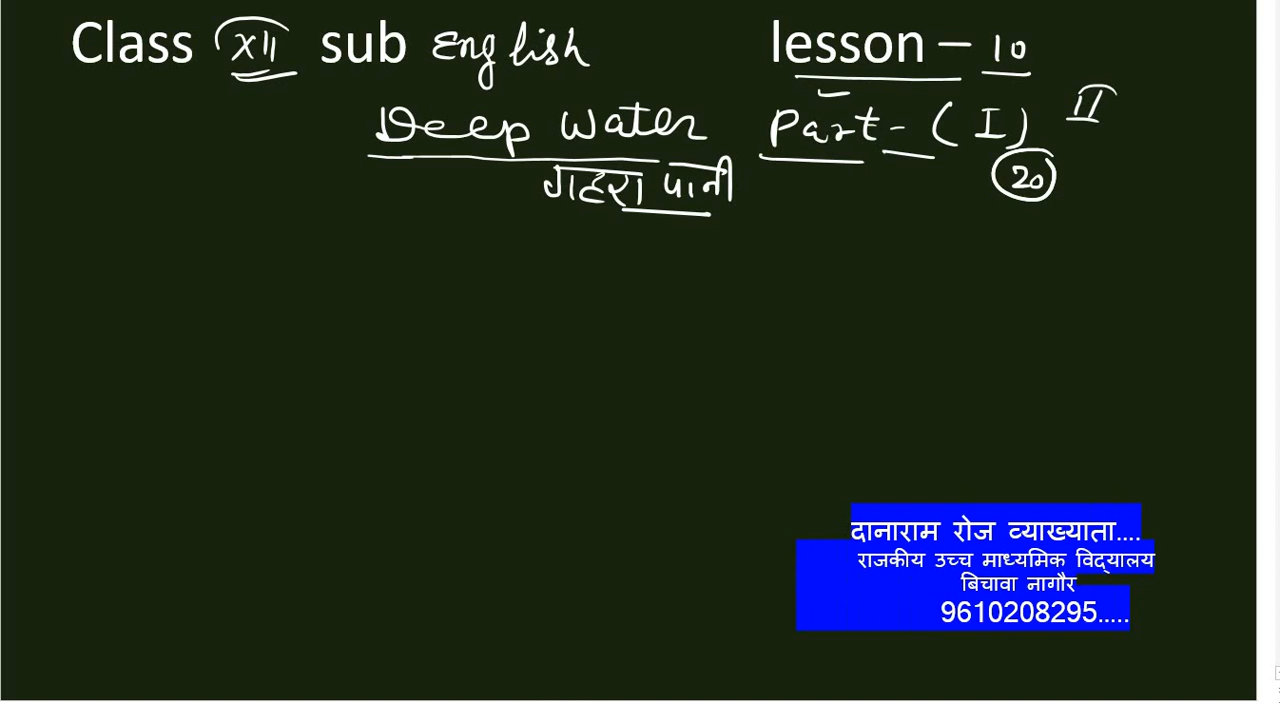 Class XII sub English lesson – 10
Deep Water Part - (I) II
गहरा पानी 20
दानाराम रोज व्याख्याता....
राजकीय उच्च माध्यमिक विद्यालय
बिचावा नागौर
9610208295.....